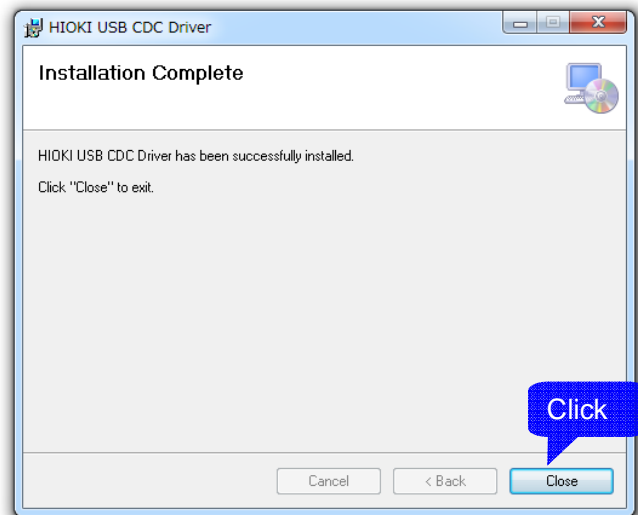 HIOKI USB CDC Driver
Installation Complete
HIOKI USB CDC Driver has been successfully installed.
Click "Close" to exit.
Click
Cancel
< Back
Close